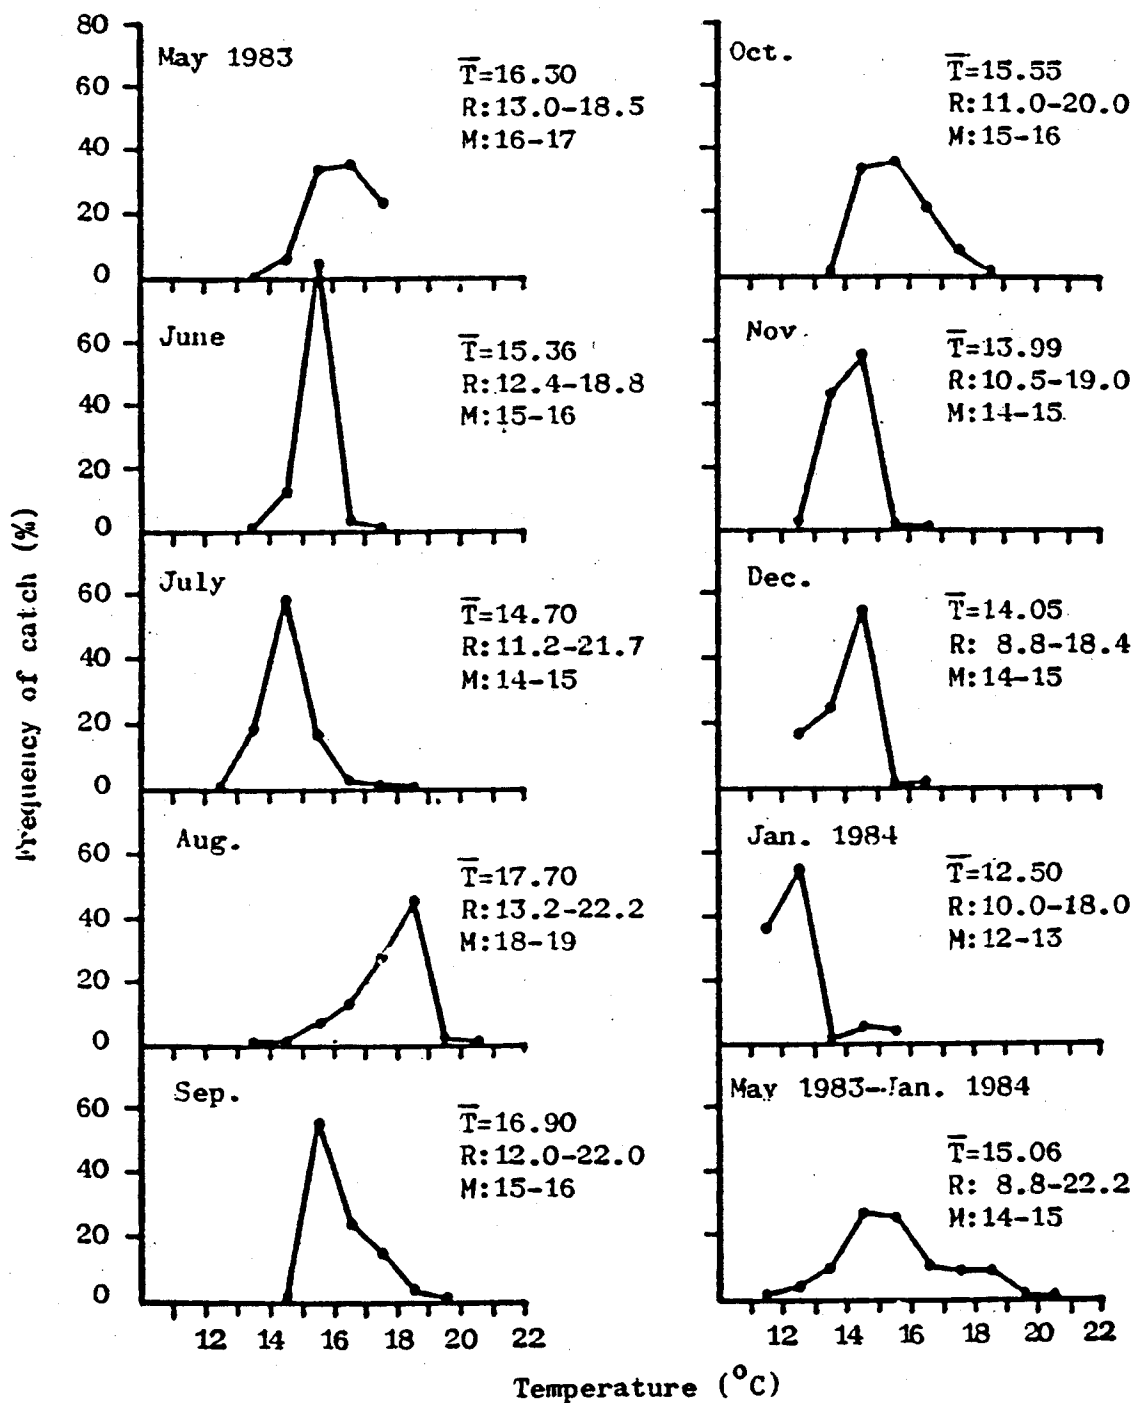 80
60
40
20
0
May 1983
T̅=16.30
R:13.0-18.5
M:16-17
60
40
20
0
June
T̅=15.36
R:12.4-18.8
M:15-16
60
40
20
0
July
T̅=14.70
R:11.2-21.7
M:14-15
60
40
20
0
Aug.
T̅=17.70
R:13.2-22.2
M:18-19
60
40
20
0
Sep.
T̅=16.90
R:12.0-22.0
M:15-16
12 14 16 18 20 22
Oct.
T̅=15.55
R:11.0-20.0
M:15-16
Nov.
T̅=13.99
R:10.5-19.0
M:14-15
Dec.
T̅=14.05
R: 8.8-18.4
M:14-15
Jan. 1984
T̅=12.50
R:10.0-18.0
M:12-13
May 1983-Jan. 1984
T̅=15.06
R: 8.8-22.2
M:14-15
12 14 16 18 20 22
Frequency of catch (%)
Temperature (°C)